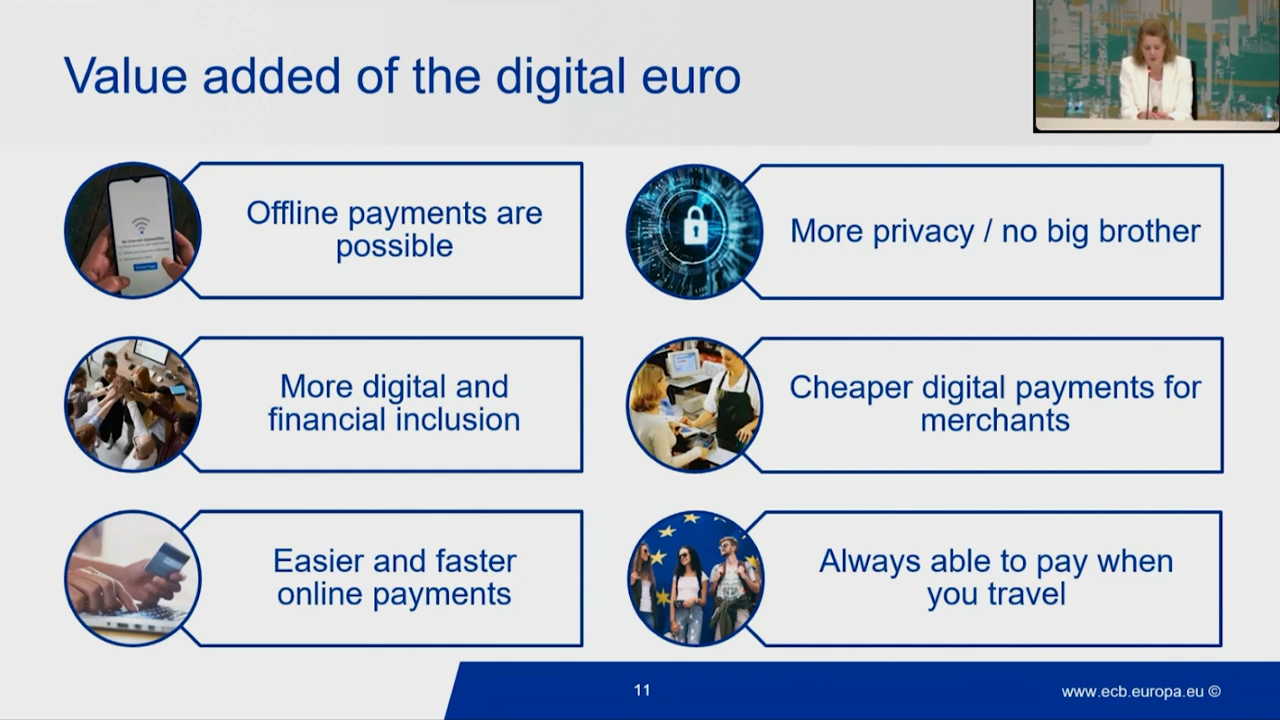 Value added of the digital euro
Offline payments are
possible
More privacy / no big brother
More digital and
financial inclusion
Cheaper digital payments for
merchants
Easier and faster
online payments
Always able to pay when
you travel
11
www.ecb.europa.eu ©